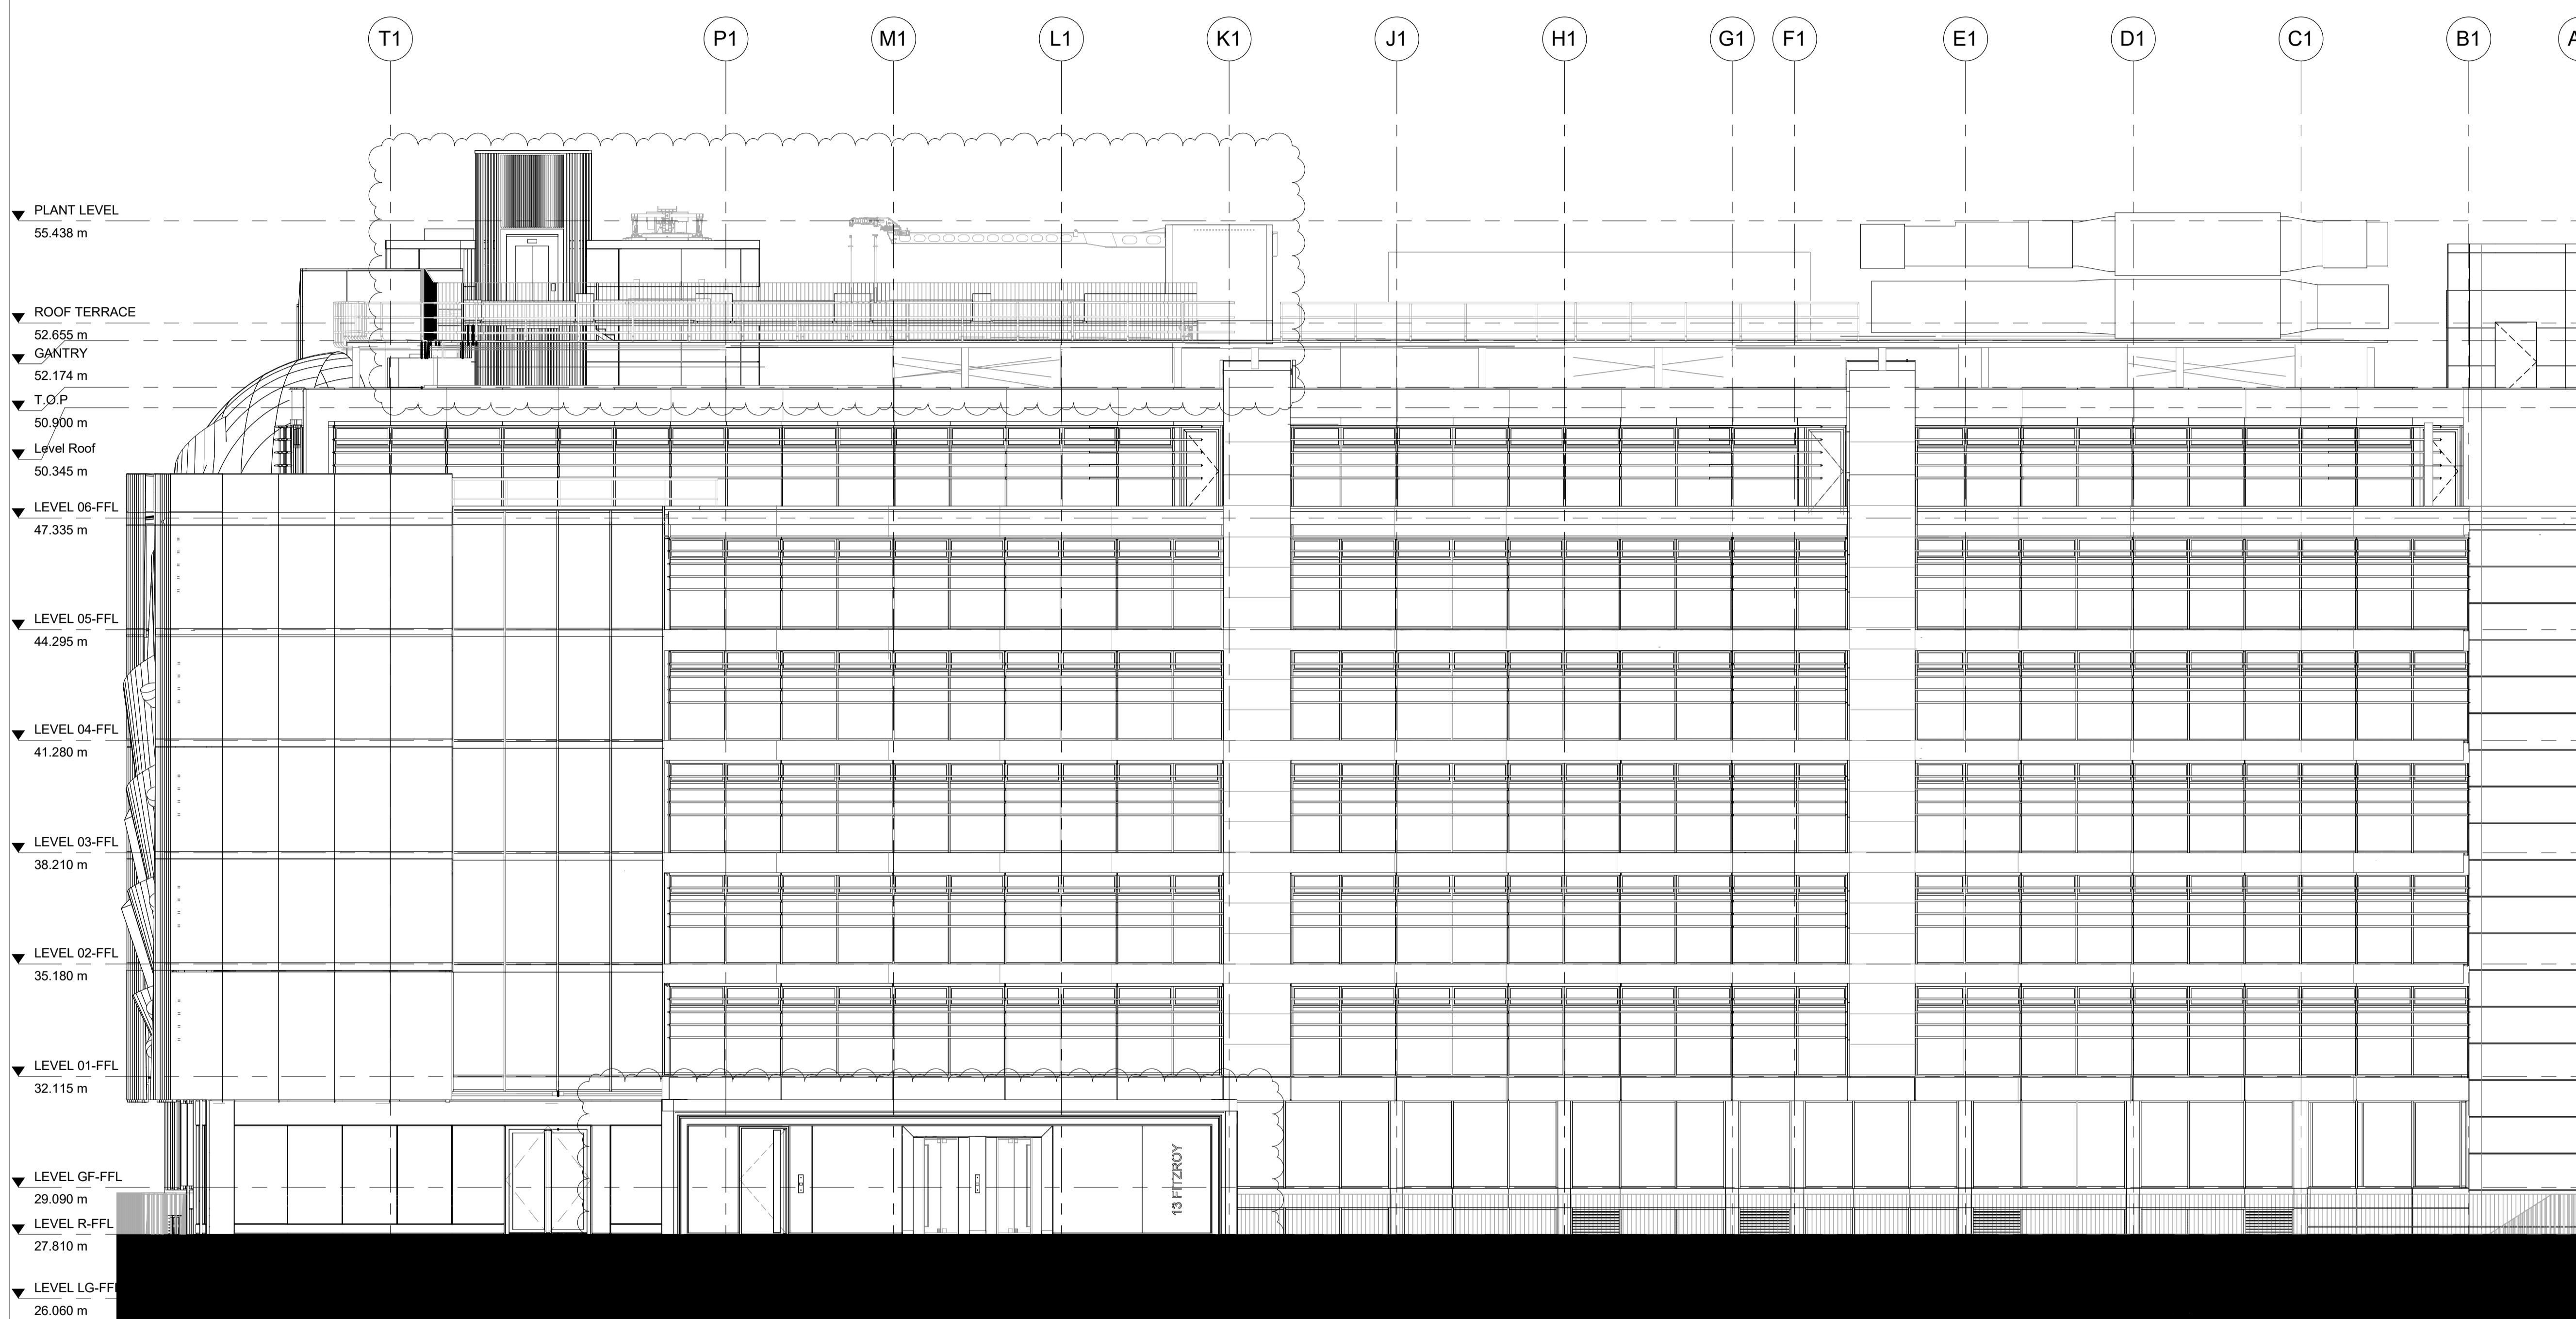 T1
P1
M1
L1
K1
J1
H1
G1
F1
E1
D1
C1
B1
A
PLANT LEVEL
55.438 m
ROOF TERRACE
52.655 m
GANTRY
52.174 m
T.O.P
50.900 m
Level Roof
50.345 m
LEVEL 06-FFL
47.335 m
LEVEL 05-FFL
44.295 m
LEVEL 04-FFL
41.280 m
LEVEL 03-FFL
38.210 m
LEVEL 02-FFL
35.180 m
LEVEL 01-FFL
32.115 m
LEVEL GF-FFL
29.090 m
LEVEL R-FFL
27.810 m
LEVEL LG-FFL
26.060 m
13 FITZROY